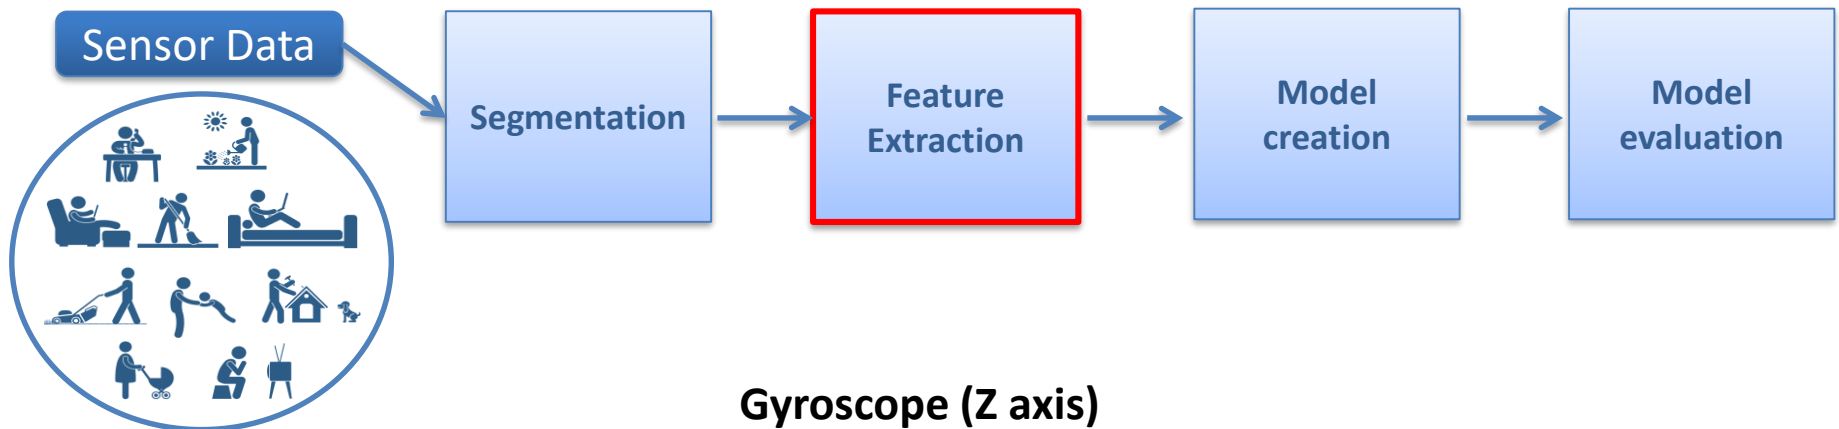 Sensor Data
Segmentation
Feature
Extraction
Model
creation
Model
evaluation
Gyroscope (Z axis)